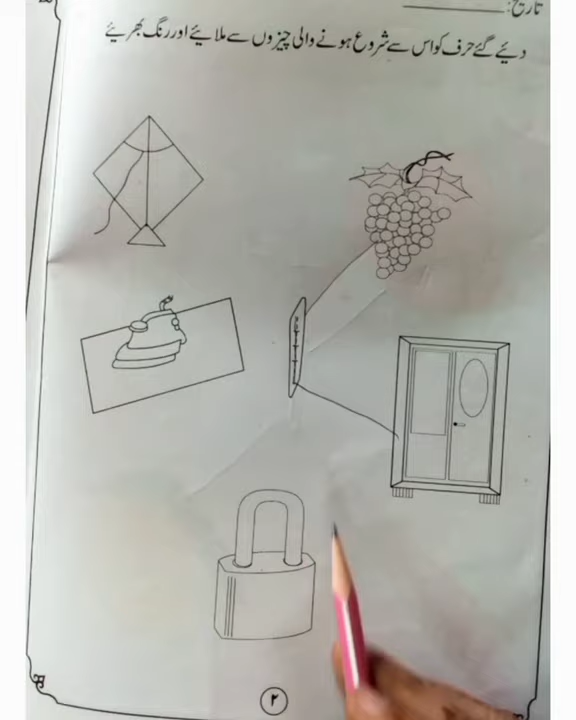 تاریخ:
دیئے گئے حرف کو اس سے شروع ہونے والی چیزوں سے ملایئے اور رنگ بھریئے
۲